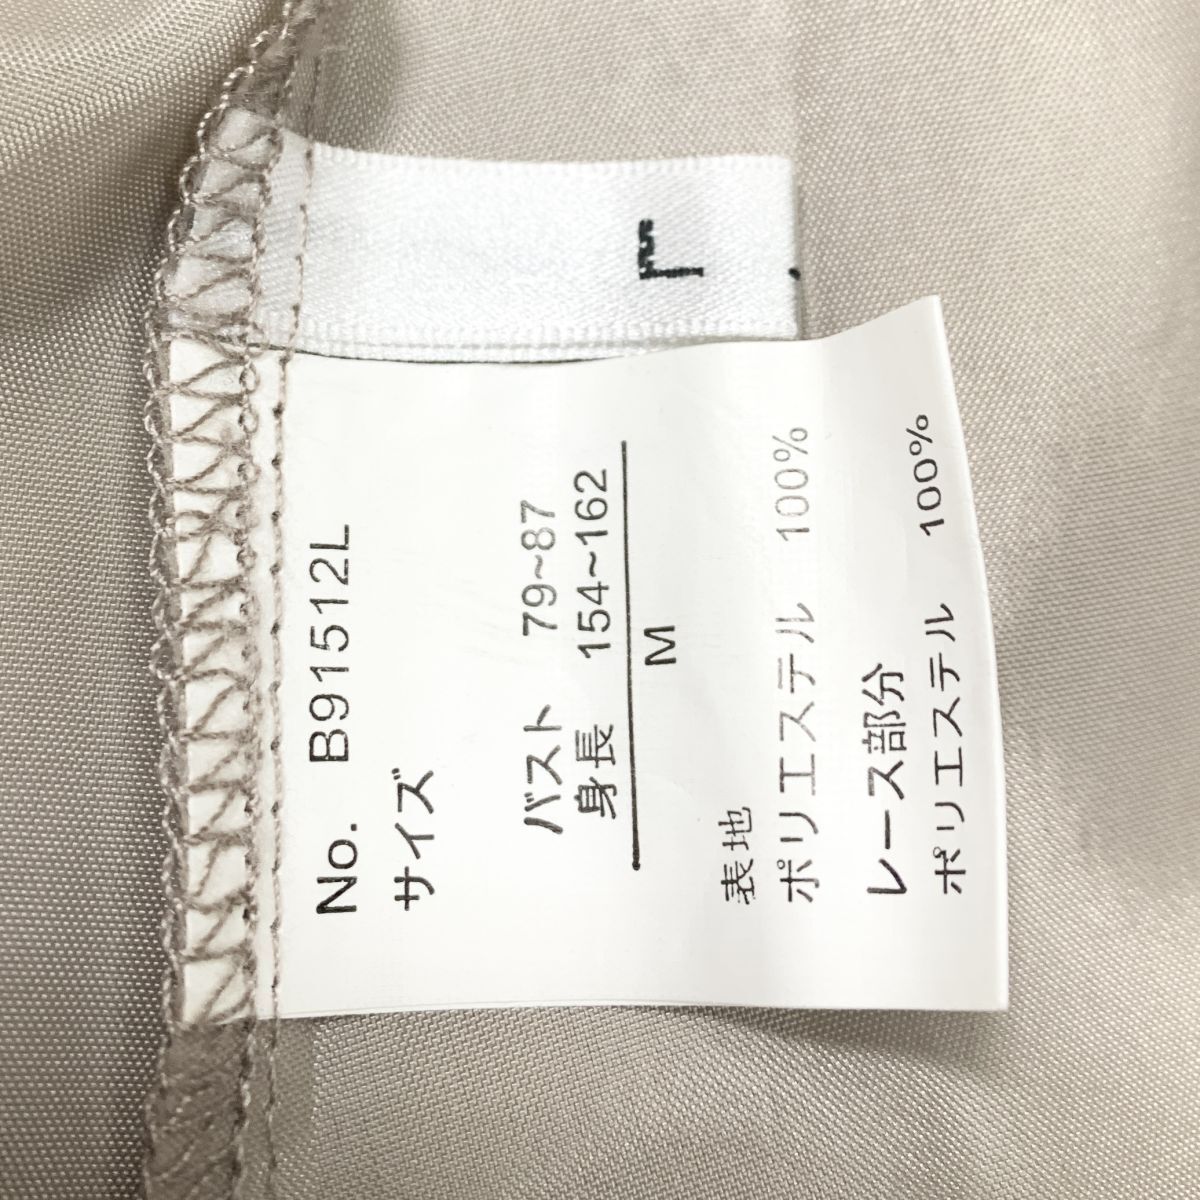 No. B91512L
サイズ
バスト 79~87
身長 154~162
M
表地
ポリエステル 100%
レース部分
ポリエステル 100%